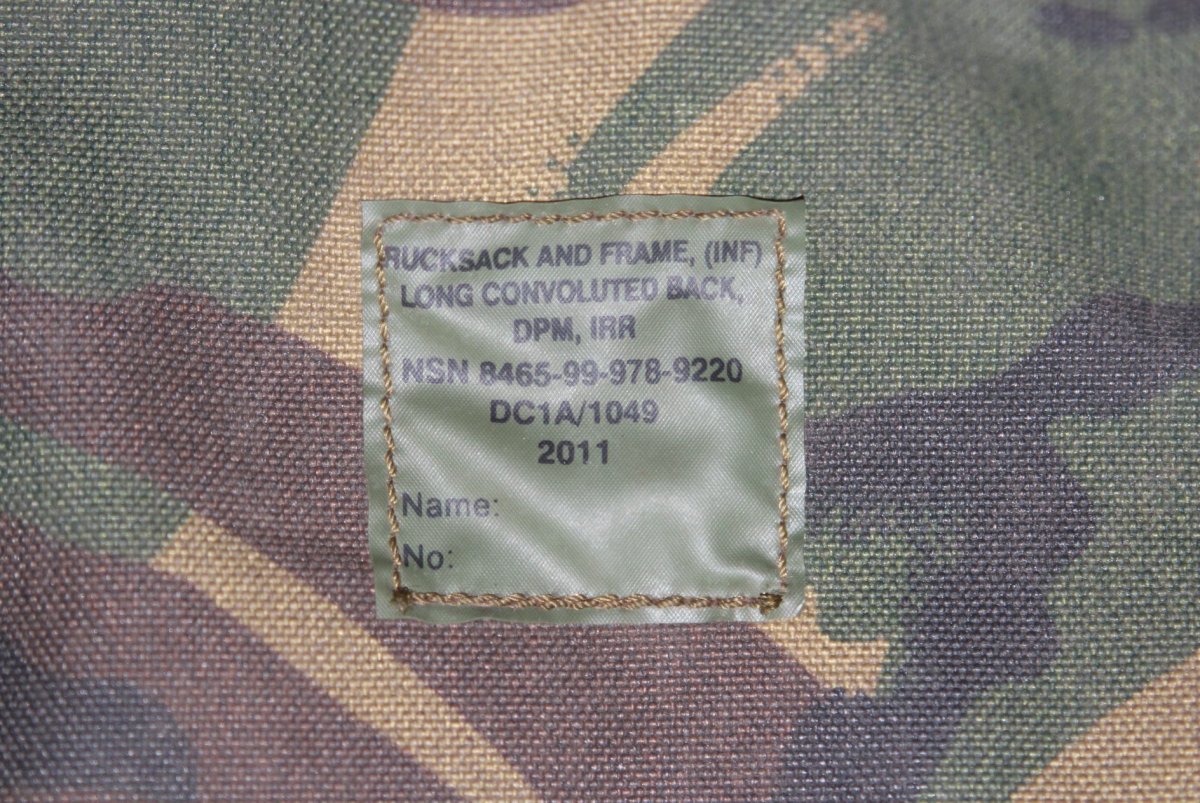 RUCKSACK AND FRAME, (INF)
LONG CONVOLUTED BACK,
DPM, IRR
NSN 8465-99-978-9220
DC1A/1049
2011
Name:
No: